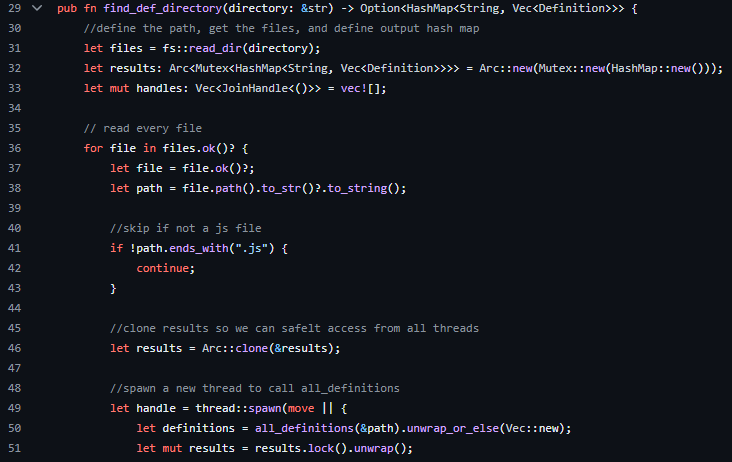 29 pub fn find_def_directory(directory: &str) -> Option<HashMap<String, Vec<Definition>>> {
30     //define the path, get the files, and define output hash map
31     let files = fs::read_dir(directory);
32     let results: Arc<Mutex<HashMap<String, Vec<Definition>>>> = Arc::new(Mutex::new(HashMap::new()));
33     let mut handles: Vec<JoinHandle<()>> = vec![];
34
35     // read every file
36     for file in files.ok()? {
37         let file = file.ok()?;
38         let path = file.path().to_str()?.to_string();
39
40         //skip if not a js file
41         if !path.ends_with(".js") {
42             continue;
43         }
44
45         //clone results so we can safelt access from all threads
46         let results = Arc::clone(&results);
47
48         //spawn a new thread to call all_definitions
49         let handle = thread::spawn(move || {
50             let definitions = all_definitions(&path).unwrap_or_else(Vec::new);
51             let mut results = results.lock().unwrap();